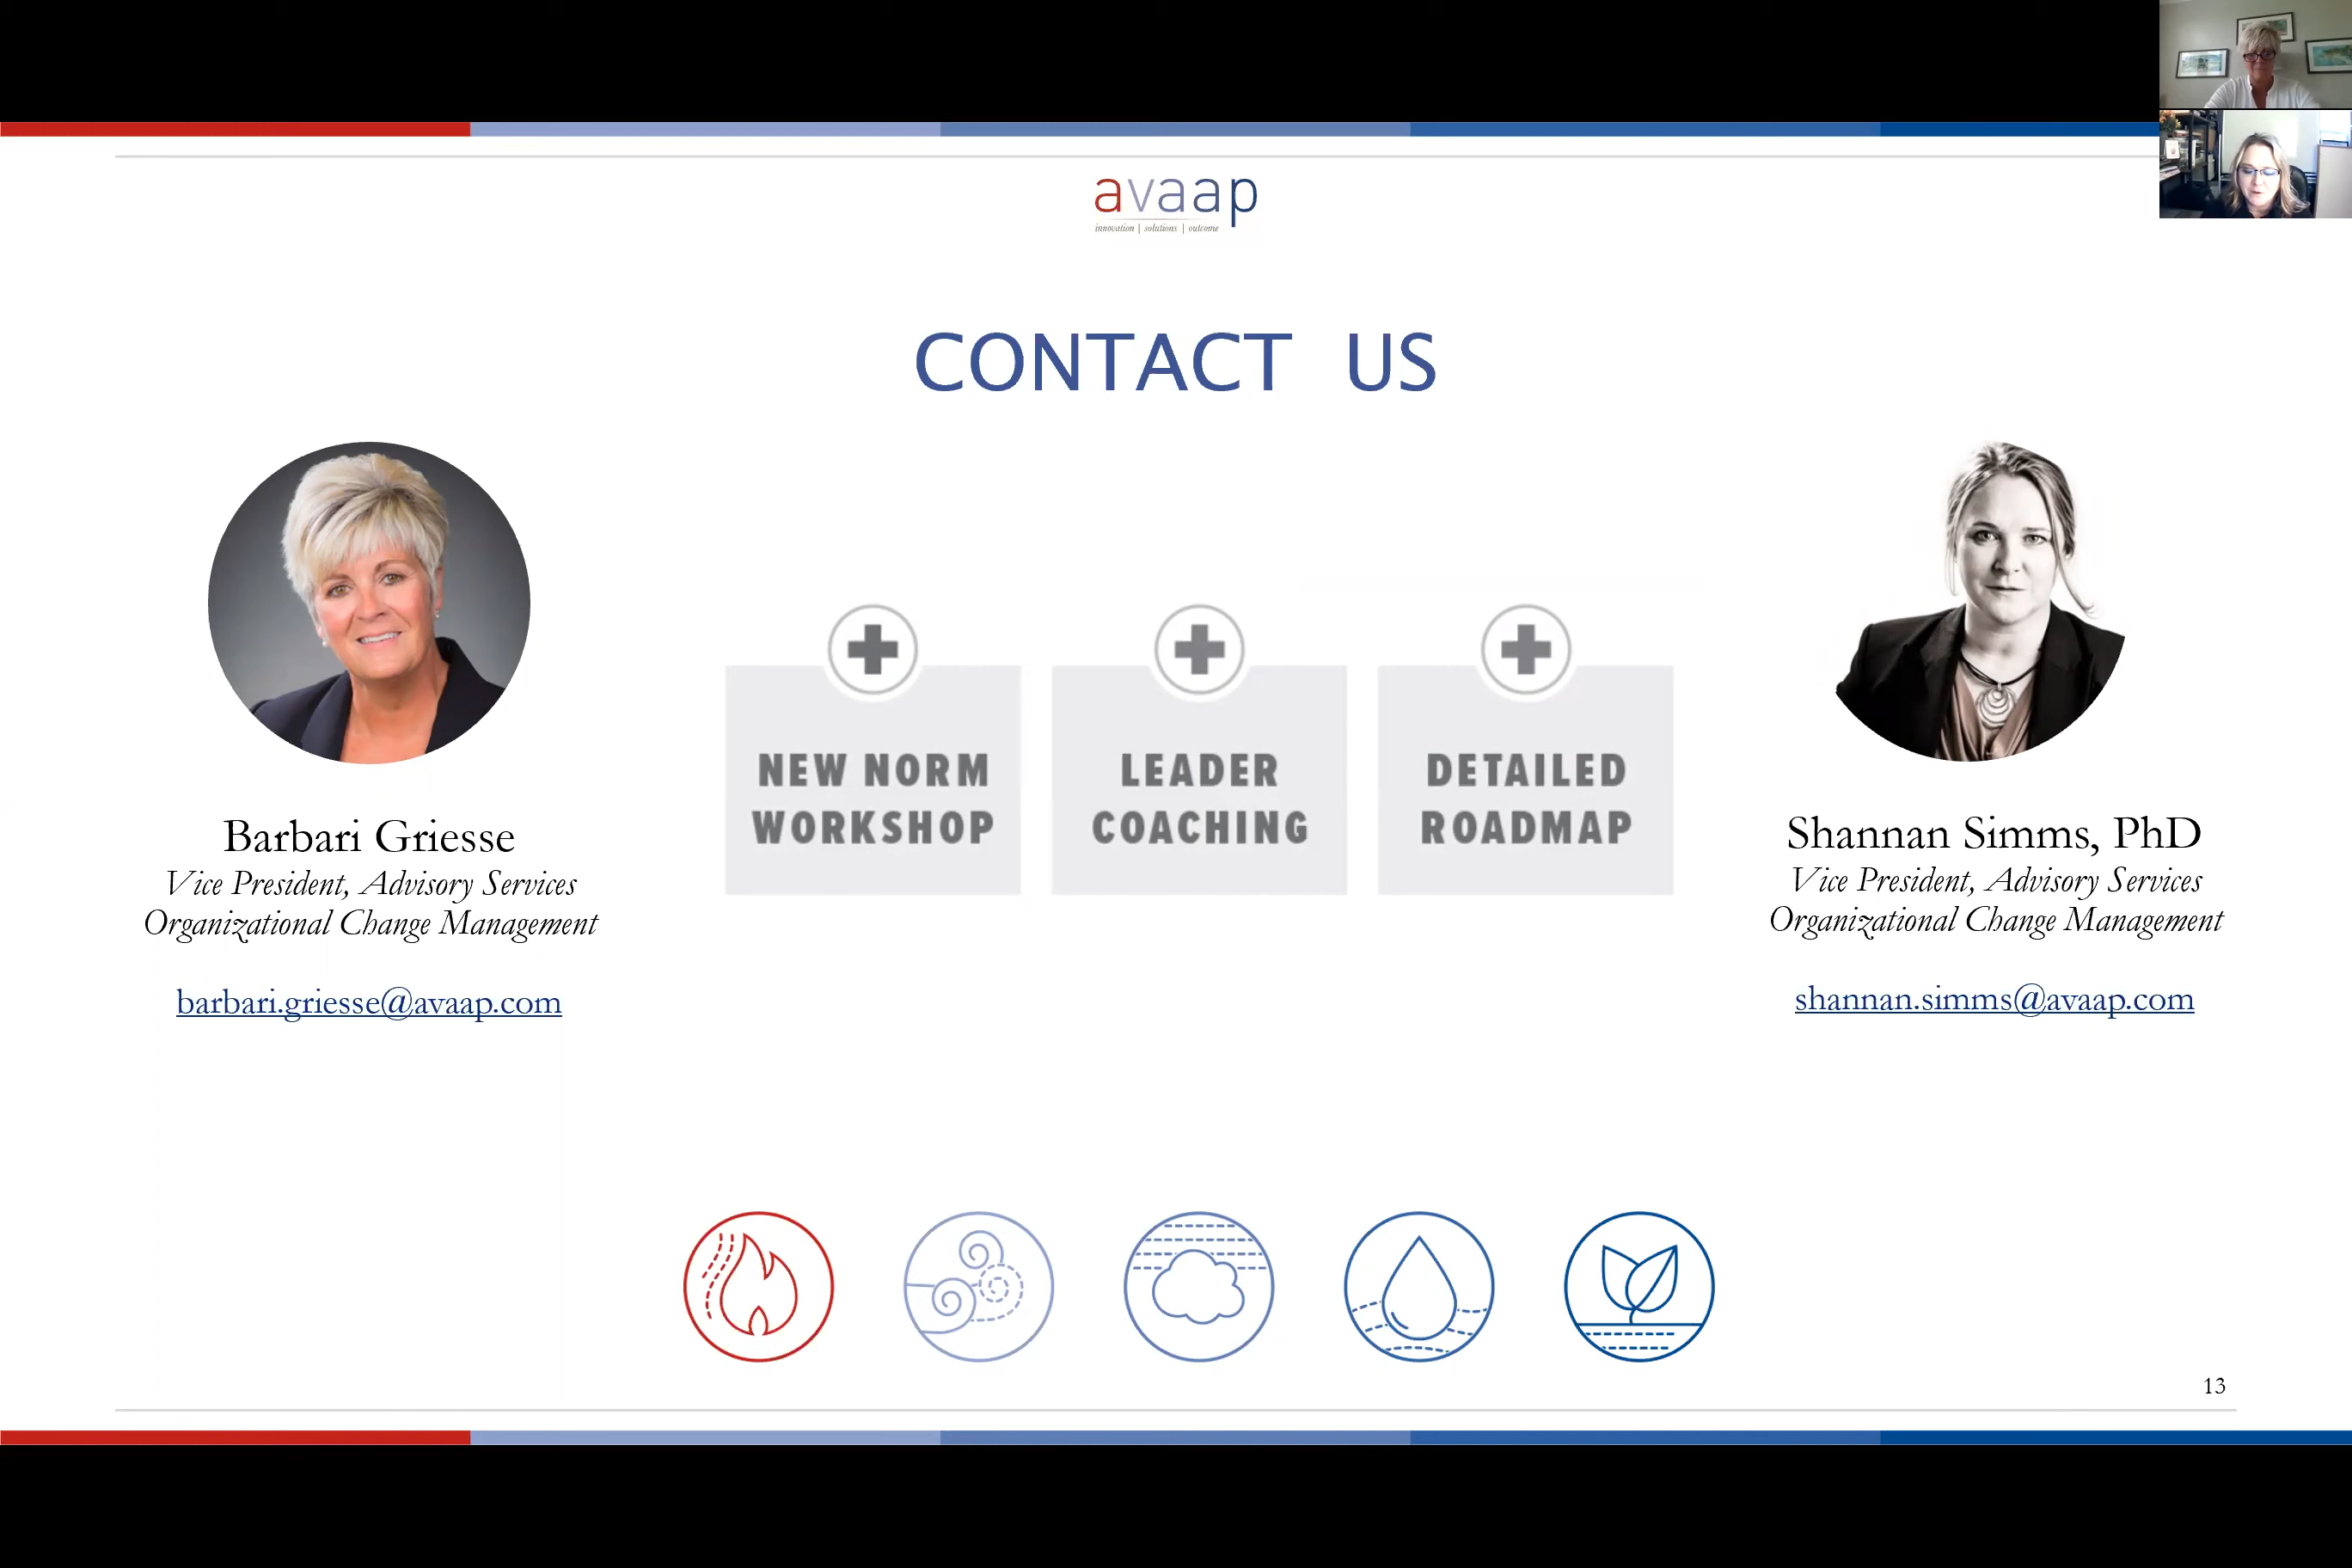 avaap
innovation | solutions | outcome
CONTACT US
Barbari Griesse
Vice President, Advisory Services
Organizational Change Management
barbari.griesse@avaap.com
NEW NORM
WORKSHOP
LEADER
COACHING
DETAILED
ROADMAP
Shannan Simms, PhD
Vice President, Advisory Services
Organizational Change Management
shannan.simms@avaap.com
13